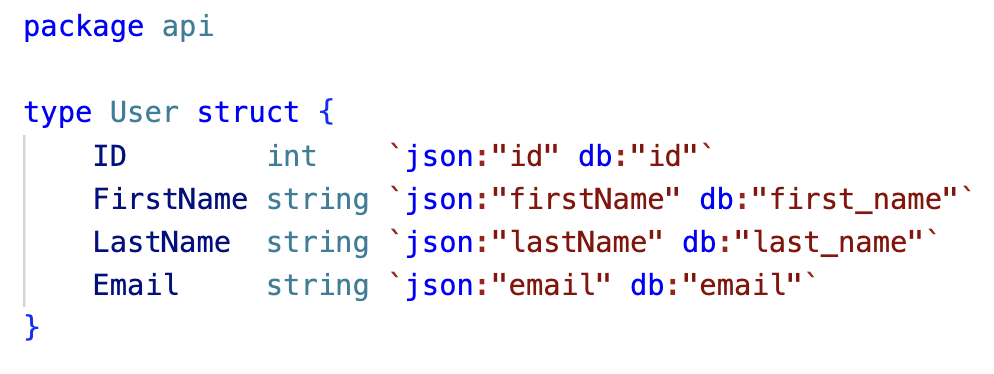 package api

type User struct {
    ID        int    `json:"id" db:"id"`
    FirstName string `json:"firstName" db:"first_name"`
    LastName  string `json:"lastName" db:"last_name"`
    Email     string `json:"email" db:"email"`
}